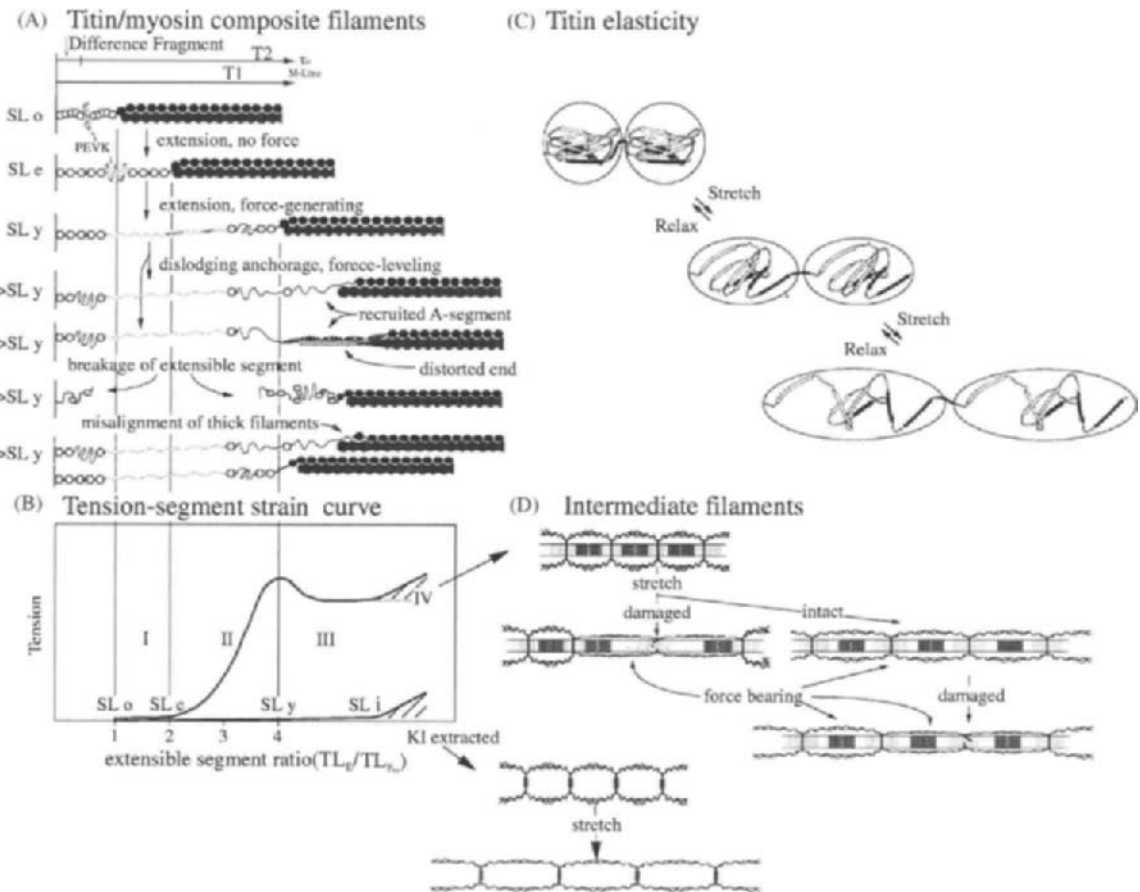 (A) Titin/myosin composite filaments
Difference Fragment
T2
To
M-Line
T1
SL o
PEVK
extension, no force
SL e
extension, force-generating
SL y
dislodging anchorage, forece-leveling
>SL y
recruited A-segment
>SL y
distorted end
breakage of extensible segment
>SL y
misalignment of thick filaments
>SL y
(B) Tension-segment strain curve
Tension
I
II
III
IV
SL o
SL e
SL y
SL i
1 2 3 4
extensible segment ratio(TL
KI extracted
(C) Titin elasticity
Stretch
Relax
Stretch
Relax
(D) Intermediate filaments
stretch
damaged
intact
force bearing
damaged
stretch